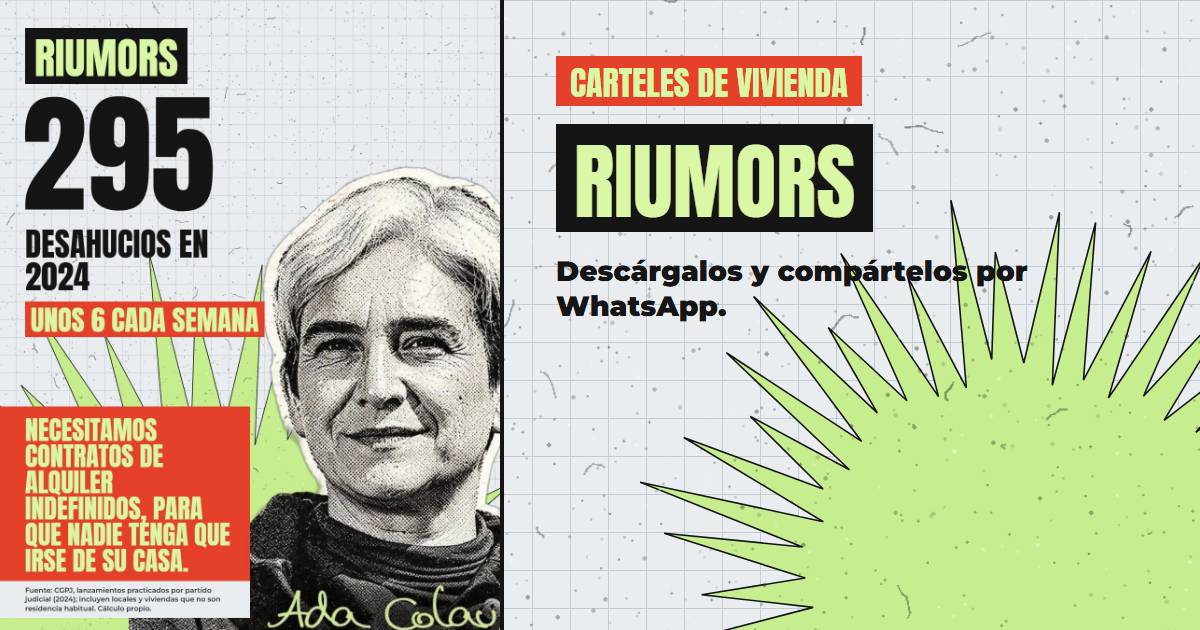 RIUMORS
295
DESAHUCIOS EN
2024
UNOS 6 CADA SEMANA
NECESITAMOS
CONTRATOS DE
ALQUILER
INDEFINIDOS, PARA
QUE NADIE TENGA QUE
IRSE DE SU CASA.
Fuente: CGPJ, lanzamientos practicados por partido
judicial (2024); incluyen locales y viviendas que no son
residencia habitual. Cálculo propio.
Ada Colau
CARTELES DE VIVIENDA
RIUMORS
Descárgalos y compártelos por
WhatsApp.